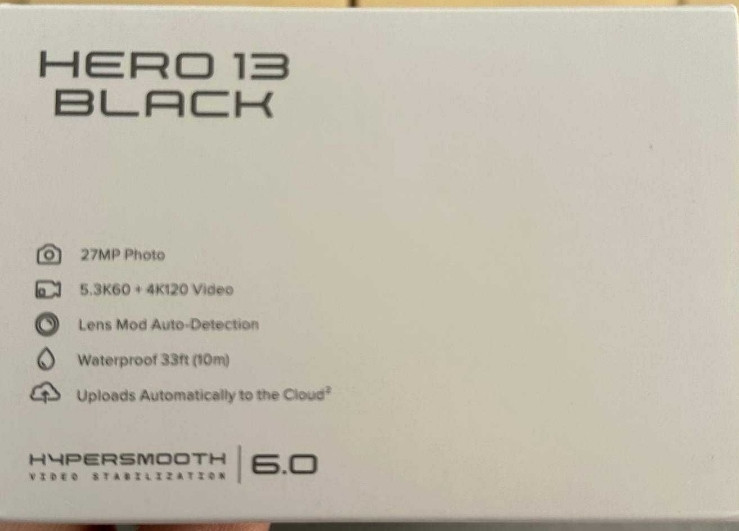 HERO 13
BLACK
27MP Photo
5.3K60 + 4K120 Video
Lens Mod Auto-Detection
Waterproof 33ft (10m)
Uploads Automatically to the Cloud²
HYPERSMOOTH 6.0
VIDEO STABILIZATION